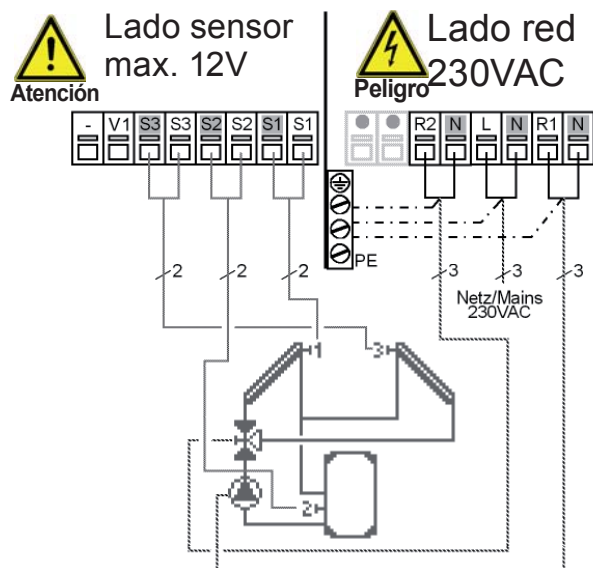 Lado sensor
max. 12V
Atención
Lado red
230VAC
Peligro
- V1 S3 S3 S2 S2 S1 S1
R2 N L N R1 N
PE
2 2 2
3 3 3
Netz/Mains
230VAC
1 3
2